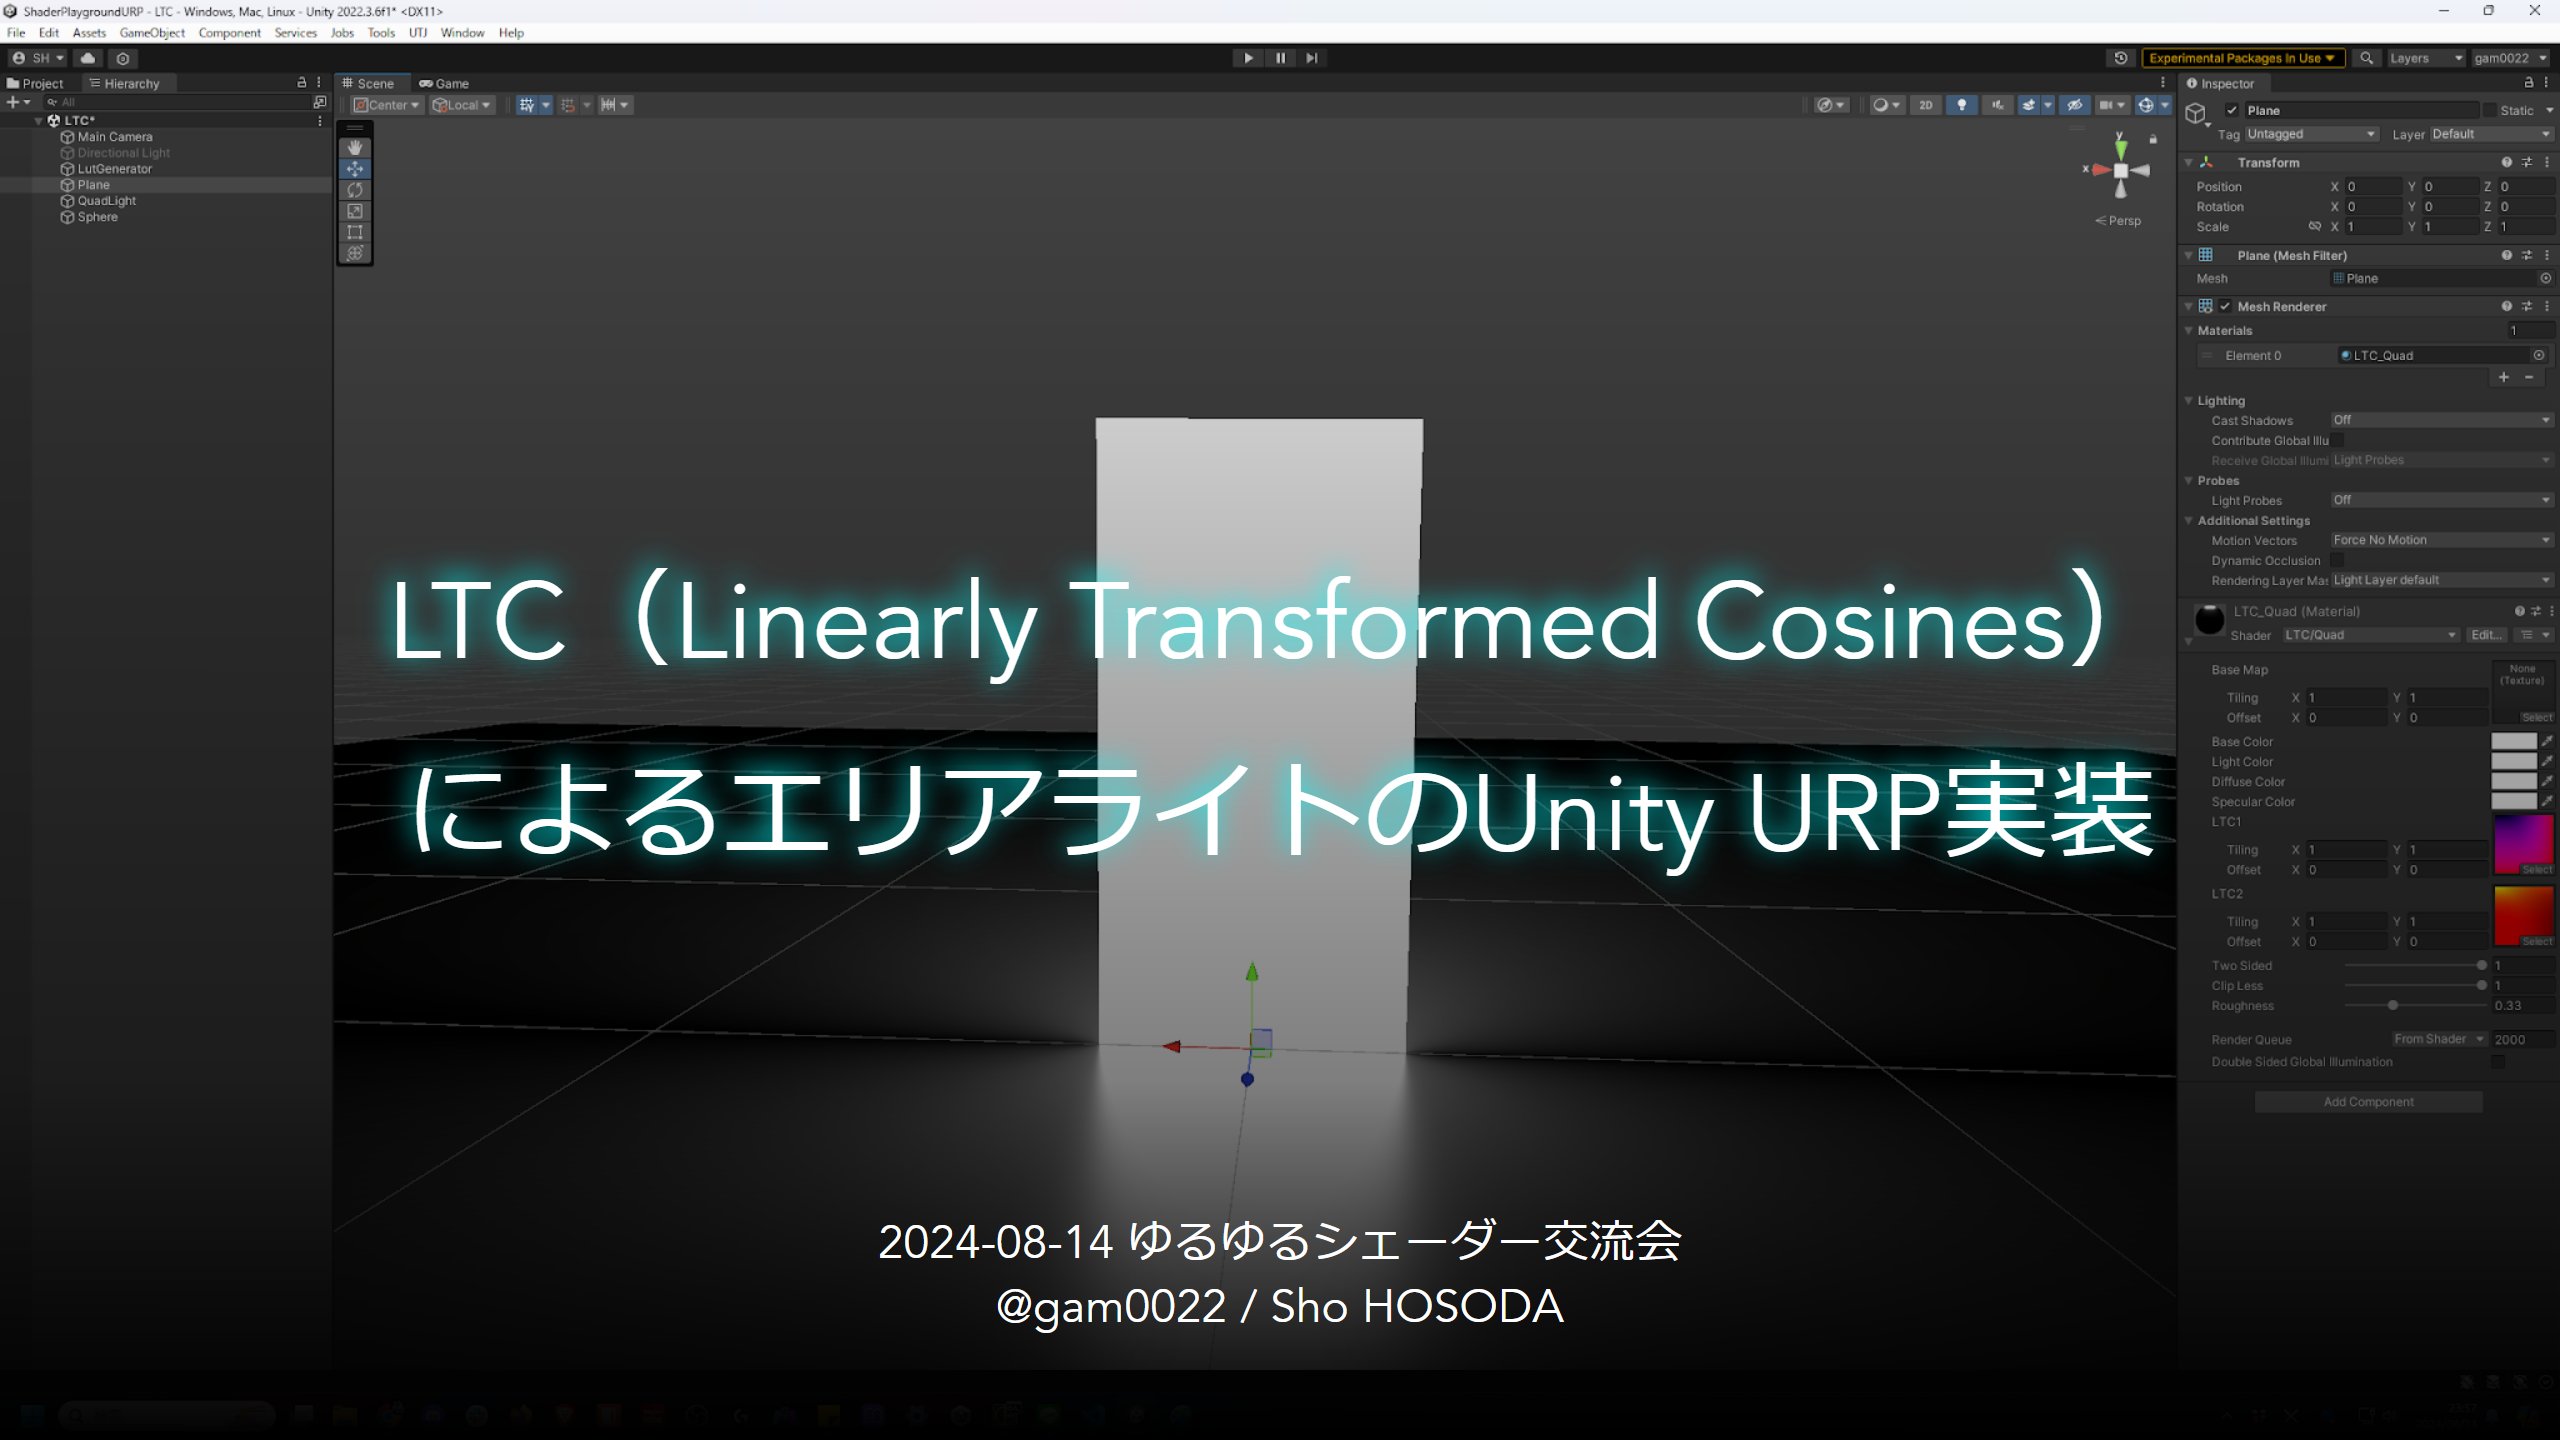 ShaderPlaygroundURP - LTC - Windows, Mac, Linux - Unity 2022.3.6f1* <DX11>
File Edit Assets GameObject Component Services Jobs Tools UTJ Window Help
SH
Experimental Packages In Use
Layers
gam0022
Project
Hierarchy
All
LTC*
Main Camera
Directional Light
LutGenerator
Plane
QuadLight
Sphere
Scene
Game
Center
Local
2D
y
x
Persp
LTC（Linearly Transformed Cosines）
によるエリアライトのUnity URP実装
2024-08-14 ゆるゆるシェーダー交流会
@gam0022 / Sho HOSODA
Inspector
Plane
Static
Tag Untagged Layer Default
Transform
Position X 0 Y 0 Z 0
Rotation X 0 Y 0 Z 0
Scale X 1 Y 1 Z 1
Plane (Mesh Filter)
Mesh Plane
Mesh Renderer
Materials 1
Element 0 LTC_Quad
Lighting
Cast Shadows Off
Contribute Global Illu
Receive Global Illumi Light Probes
Probes
Light Probes Off
Additional Settings
Motion Vectors Force No Motion
Dynamic Occlusion
Rendering Layer Mas Light Layer default
LTC_Quad (Material)
Shader LTC/Quad Edit...
Base Map None (Texture)
Tiling X 1 Y 1
Offset X 0 Y 0 Select
Base Color
Light Color
Diffuse Color
Specular Color
LTC1
Tiling X 1 Y 1
Offset X 0 Y 0 Select
LTC2
Tiling X 1 Y 1
Offset X 0 Y 0 Select
Two Sided 1
Clip Less 1
Roughness 0.33
Render Queue From Shader 2000
Double Sided Global Illumination
Add Component